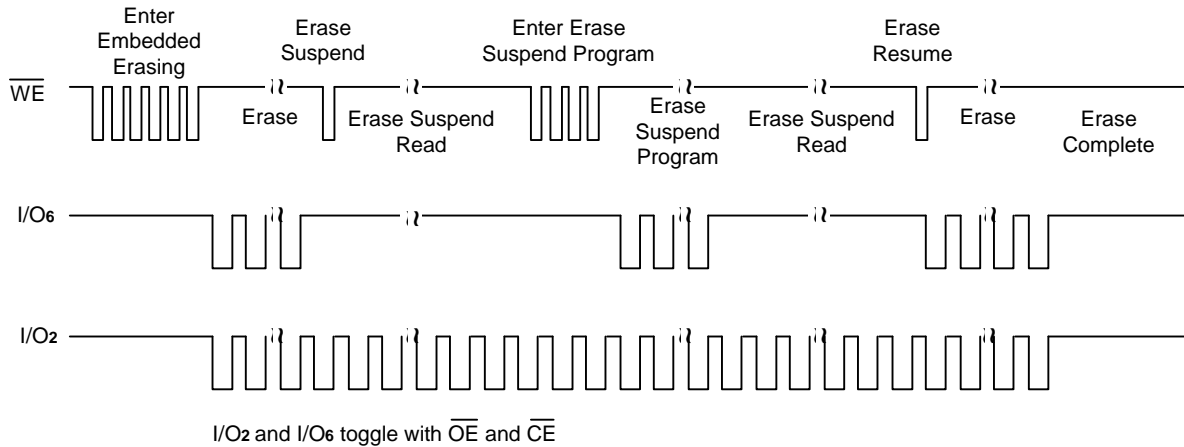 Enter
Embedded
Erasing
Erase
Suspend
Enter Erase
Suspend Program
Erase
Resume
WE
Erase
Erase Suspend
Read
Erase
Suspend
Program
Erase Suspend
Read
Erase
Erase
Complete
I/O6
I/O2
I/O2 and I/O6 toggle with OE and CE